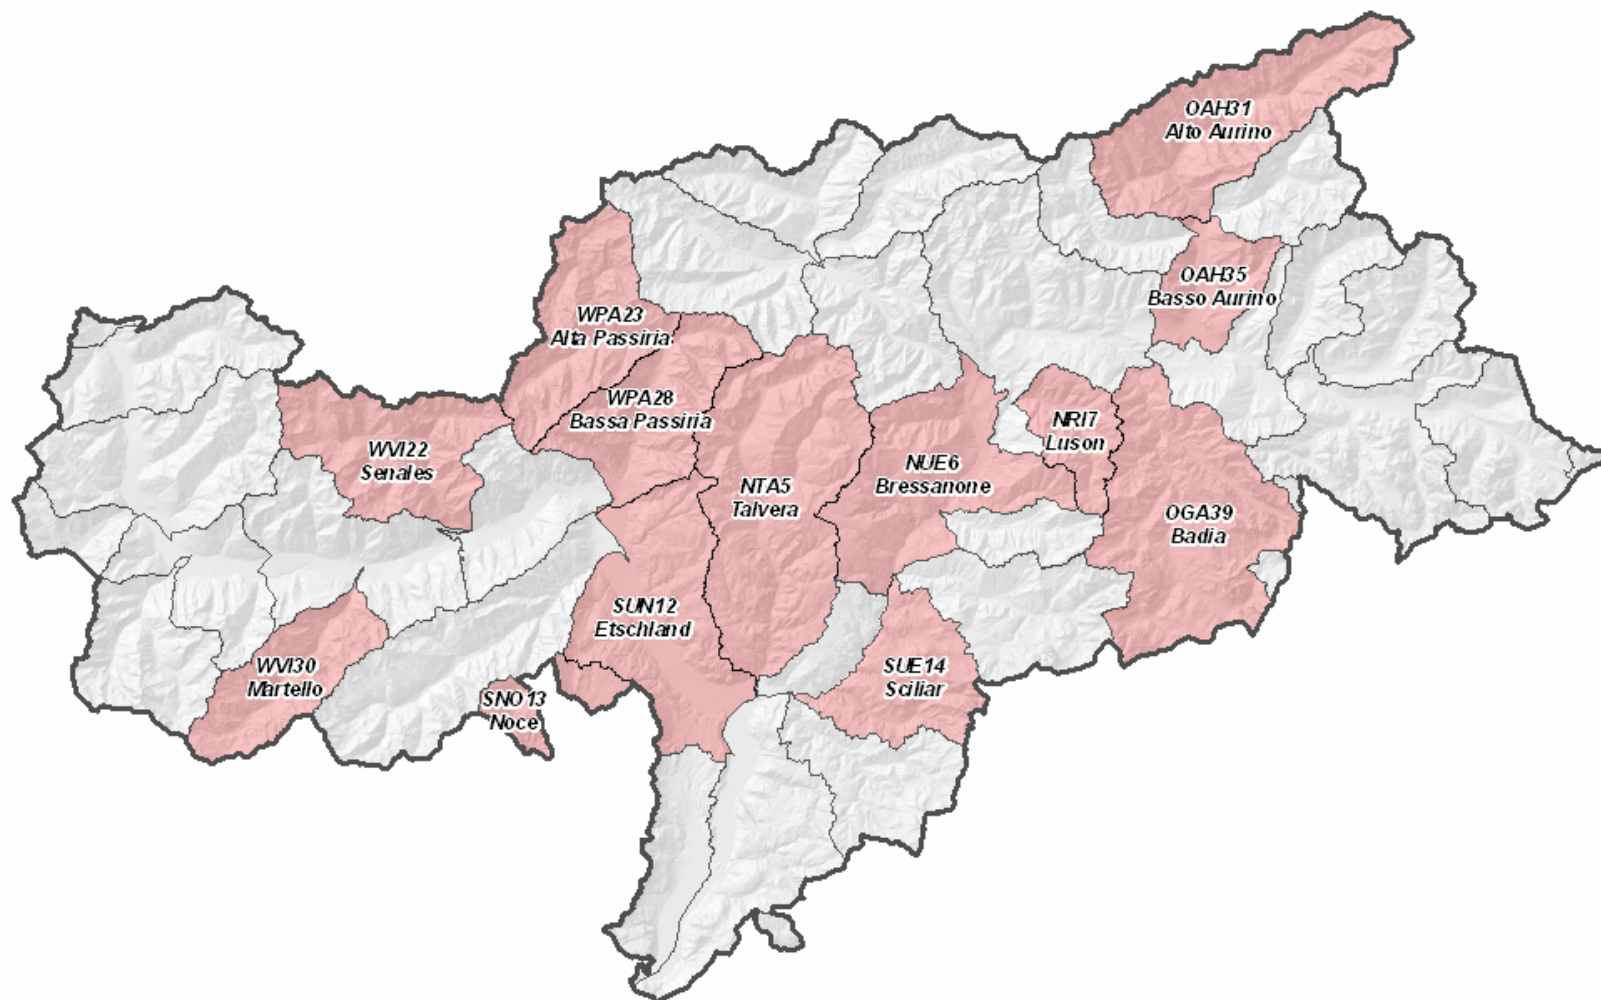 OAH31
Alto Aurino
OAH35
Basso Aurino
WPA23
Alta Passiria
WPA28
Bassa Passiria
NRI7
Luson
WVI22
Senales
NUE6
Bressanone
NTA5
Talvera
OGA39
Badia
SUN12
Etschland
WVI30
Martello
SUE14
Sciliar
SNO13
Noce